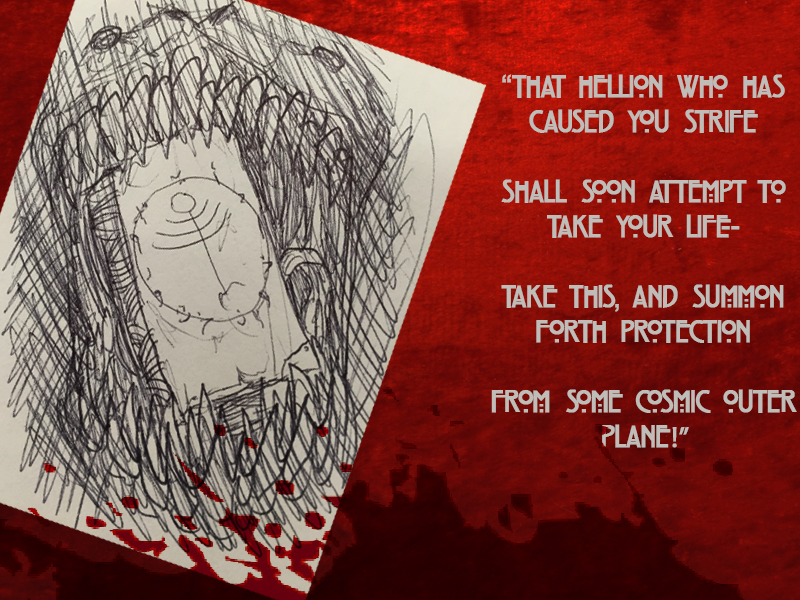 “THAT HELLION WHO HAS
CAUSED YOU STRIFE
SHALL SOON ATTEMPT TO
TAKE YOUR LIFE-
TAKE THIS, AND SUMMON
FORTH PROTECTION
FROM SOME COSMIC OUTER
PLANE!”